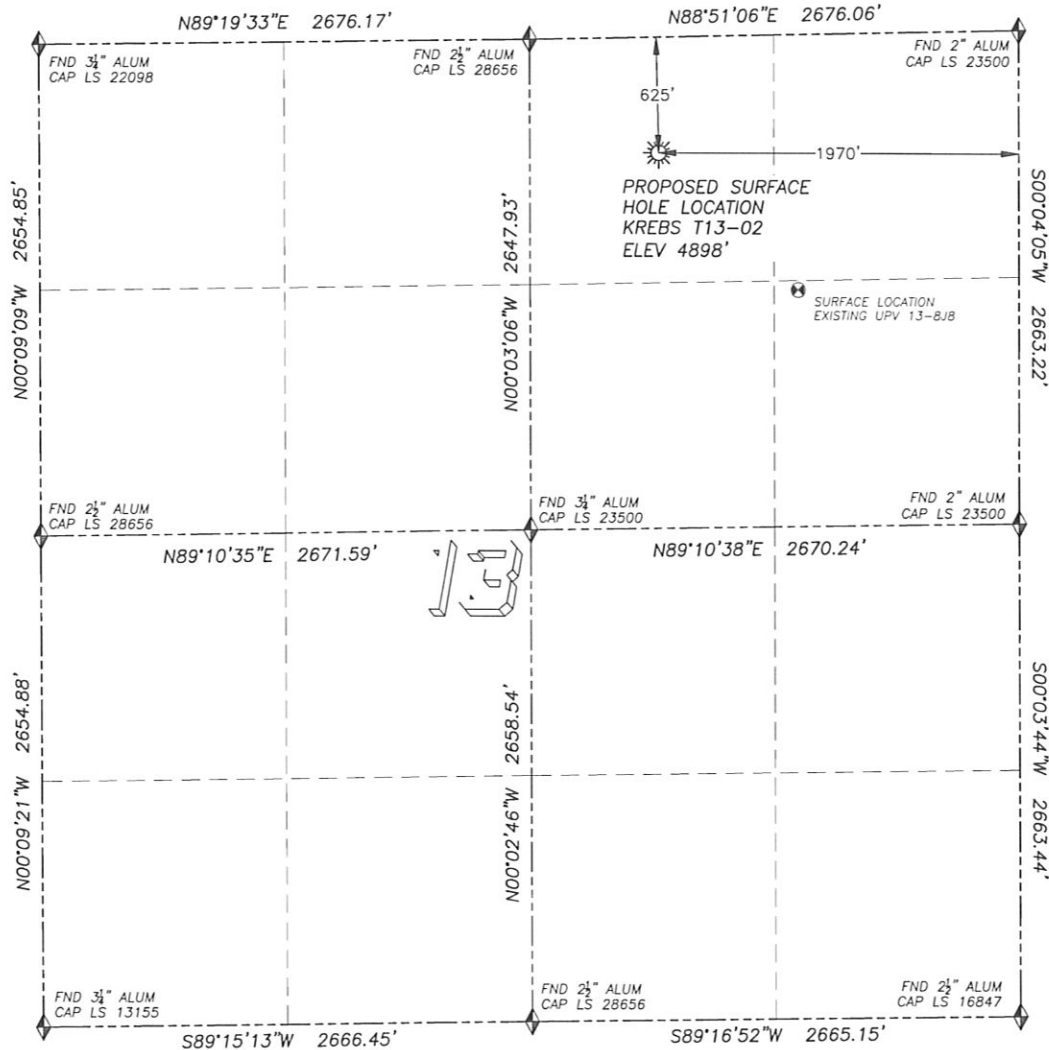 N89°19'33"E 2676.17'
N88°51'06"E 2676.06'
FND 3¼" ALUM
CAP LS 22098
FND 2½" ALUM
CAP LS 28656
FND 2" ALUM
CAP LS 23500
625'
1970'
PROPOSED SURFACE
HOLE LOCATION
KREBS T13-02
ELEV 4898'
N00°09'09"W 2654.85'
N00°03'06"W 2647.93'
S00°04'05"W 2663.22'
SURFACE LOCATION
EXISTING UPV 13-8J8
FND 2½" ALUM
CAP LS 28656
FND 3¼" ALUM
CAP LS 23500
FND 2" ALUM
CAP LS 23500
N89°10'35"E 2671.59'
N89°10'38"E 2670.24'
13
N00°09'21"W 2654.88'
N00°02'46"W 2658.54'
S00°03'44"W 2663.44'
FND 3¼" ALUM
CAP LS 13155
FND 2½" ALUM
CAP LS 28656
FND 2½" ALUM
CAP LS 16847
S89°15'13"W 2666.45'
S89°16'52"W 2665.15'